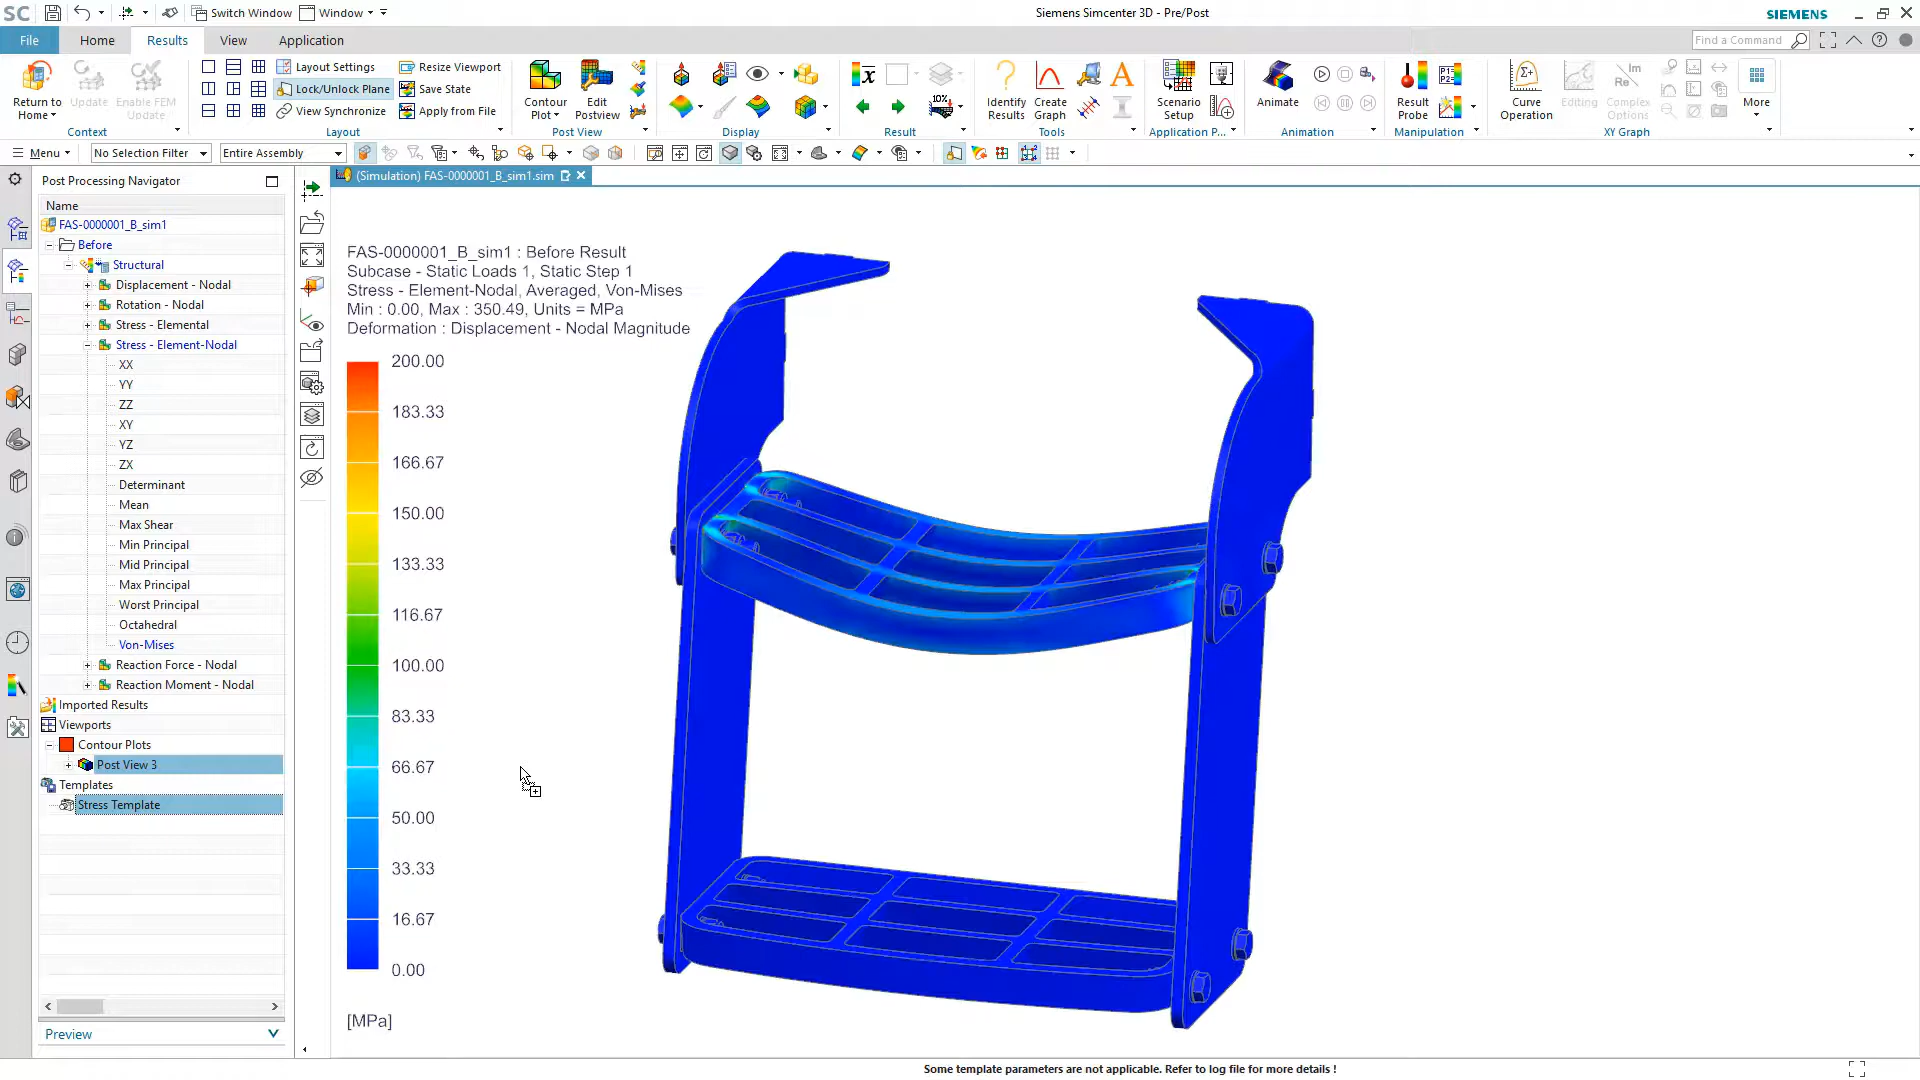 SC
Switch Window
Window
Siemens Simcenter 3D - Pre/Post
SIEMENS
File
Home
Results
View
Application
Find a Command
Return to
Home
Update
Enable FEM
Update
Context
Layout Settings
Lock/Unlock Plane
View Synchronize
Resize Viewport
Save State
Apply from File
Layout
Contour
Plot
Edit
Postview
Post View
Display
10%
Result
Identify
Results
Create
Graph
Tools
Scenario
Setup
Application P...
Animate
Animation
Result
Probe
Manipulation
Curve
Operation
Editing
Im
Re
Complex
Options
XY Graph
More
Menu
No Selection Filter
Entire Assembly
Post Processing Navigator
(Simulation) FAS-0000001_B_sim1.sim
Name
FAS-0000001_B_sim1
Before
Structural
Displacement - Nodal
Rotation - Nodal
Stress - Elemental
Stress - Element-Nodal
XX
YY
ZZ
XY
YZ
ZX
Determinant
Mean
Max Shear
Min Principal
Mid Principal
Max Principal
Worst Principal
Octahedral
Von-Mises
Reaction Force - Nodal
Reaction Moment - Nodal
Imported Results
Viewports
Contour Plots
Post View 3
Templates
Stress Template
Preview
FAS-0000001_B_sim1 : Before Result
Subcase - Static Loads 1, Static Step 1
Stress - Element-Nodal, Averaged, Von-Mises
Min : 0.00, Max : 350.49, Units = MPa
Deformation : Displacement - Nodal Magnitude
200.00
183.33
166.67
150.00
133.33
116.67
100.00
83.33
66.67
50.00
33.33
16.67
0.00
[MPa]
Some template parameters are not applicable. Refer to log file for more details !